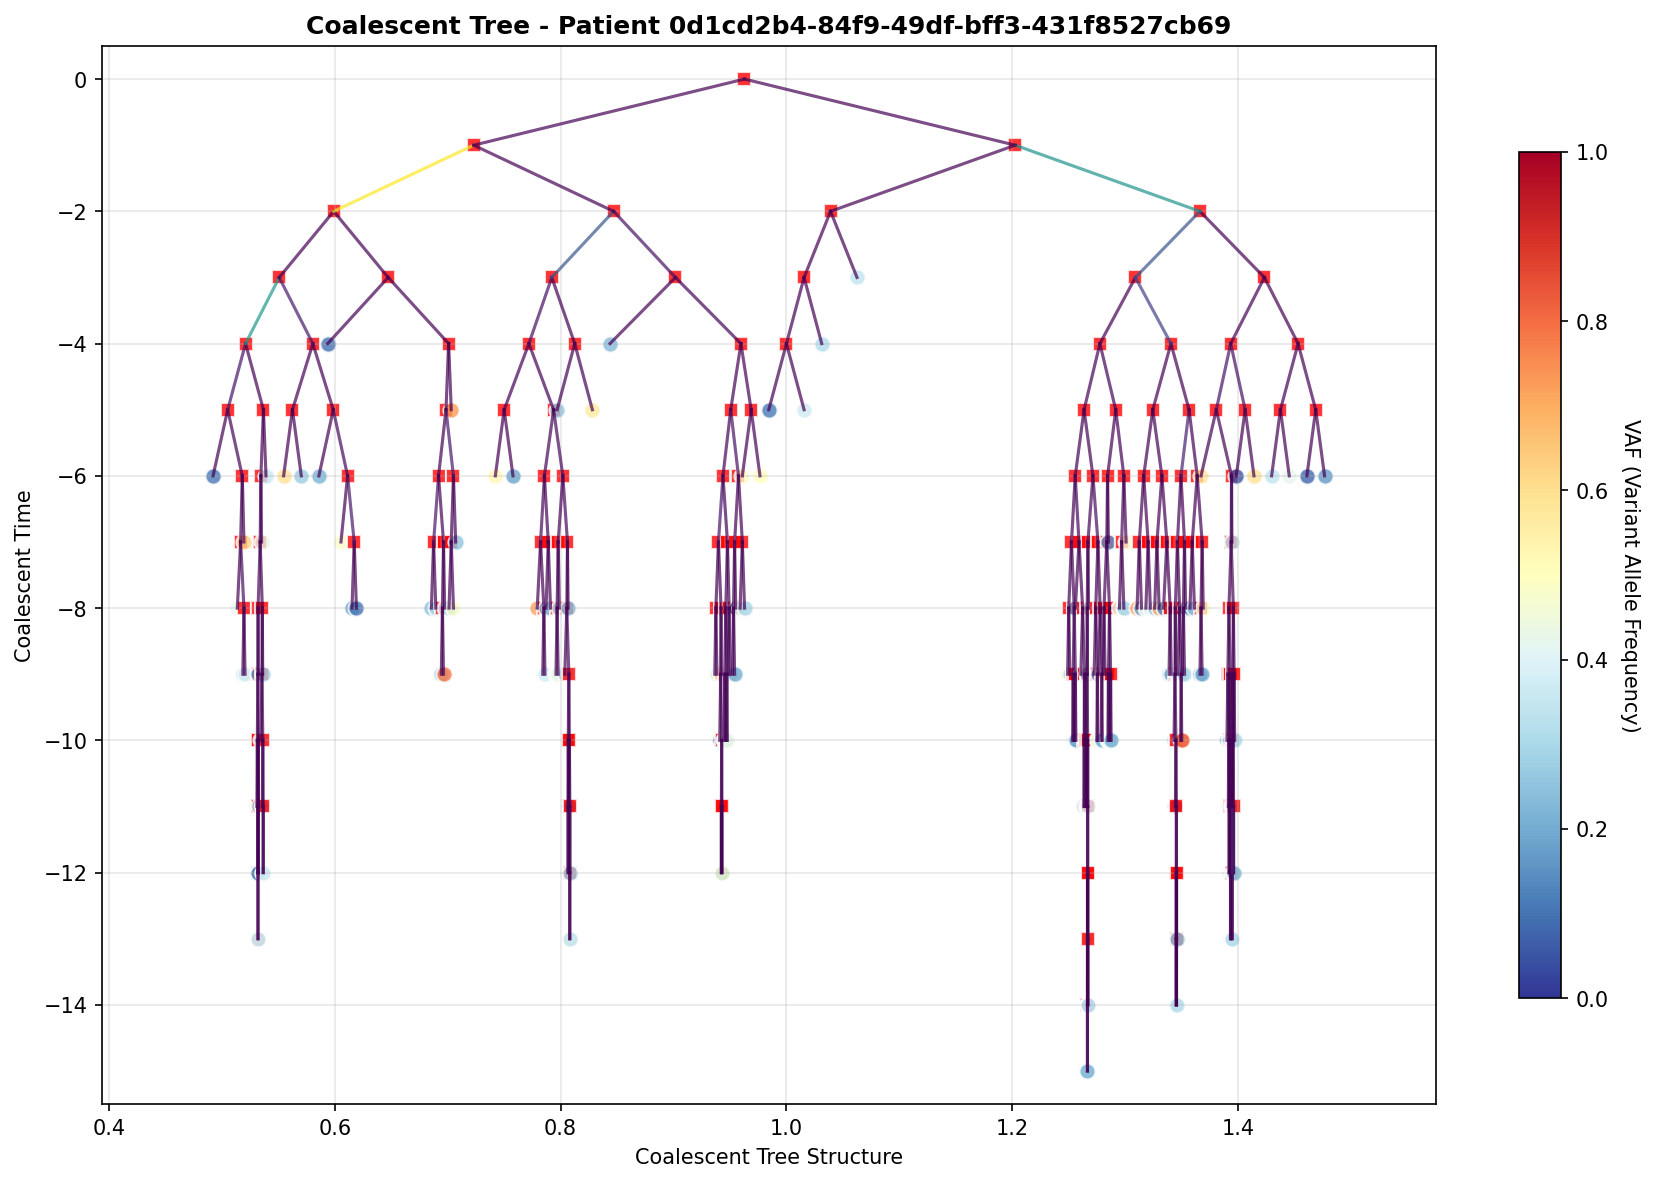 Coalescent Tree - Patient 0d1cd2b4-84f9-49df-bff3-431f8527cb69
0
−2
−4
−6
−8
−10
−12
−14
Coalescent Time
0.4 0.6 0.8 1.0 1.2 1.4
Coalescent Tree Structure
1.0
0.8
0.6
0.4
0.2
0.0
VAF (Variant Allele Frequency)